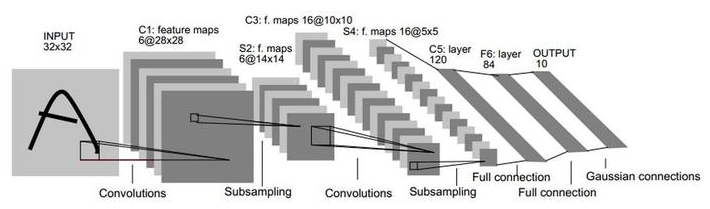 INPUT
32x32
C1: feature maps
6@28x28
S2: f. maps
6@14x14
C3: f. maps 16@10x10
S4: f. maps 16@5x5
C5: layer
120
F6: layer
84
OUTPUT
10
Convolutions
Subsampling
Convolutions
Subsampling
Full connection
Full connection
Gaussian connections
A